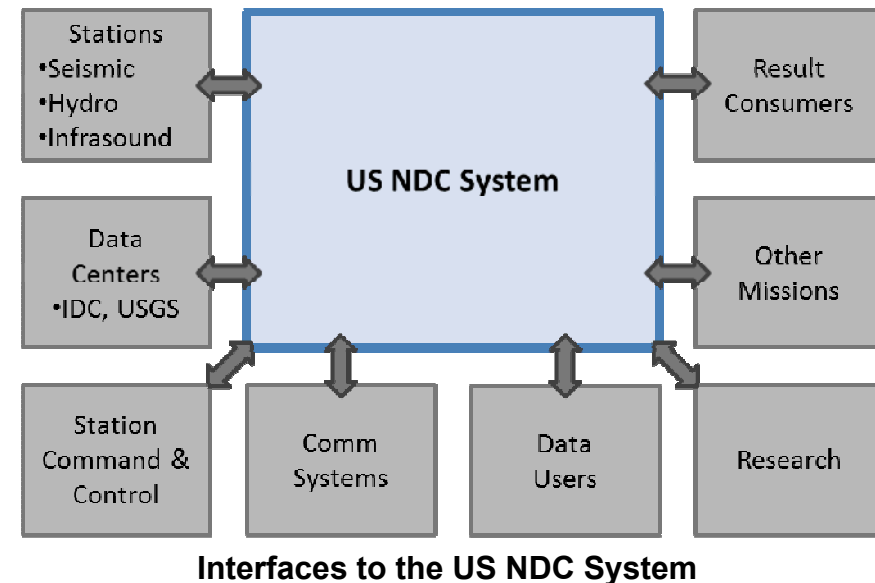 Stations
•Seismic
•Hydro
•Infrasound
US NDC System
Result
Consumers
Data
Centers
•IDC, USGS
Other
Missions
Station
Command &
Control
Comm
Systems
Data
Users
Research
Interfaces to the US NDC System